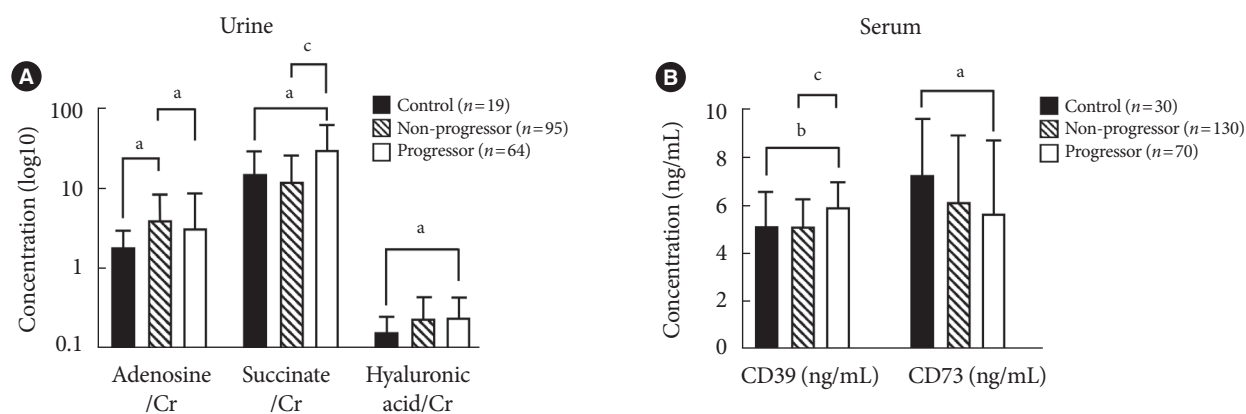 Urine
A
Concentration (log10)
100
10
1
0.1
a
a
a
c
a
Control (n=19)
Non-progressor (n=95)
Progressor (n=64)
Adenosine
/Cr
Succinate
/Cr
Hyaluronic
acid/Cr
Serum
B
Concentration (ng/mL)
10
8
6
4
2
0
c
b
a
Control (n=30)
Non-progressor (n=130)
Progressor (n=70)
CD39 (ng/mL)
CD73 (ng/mL)